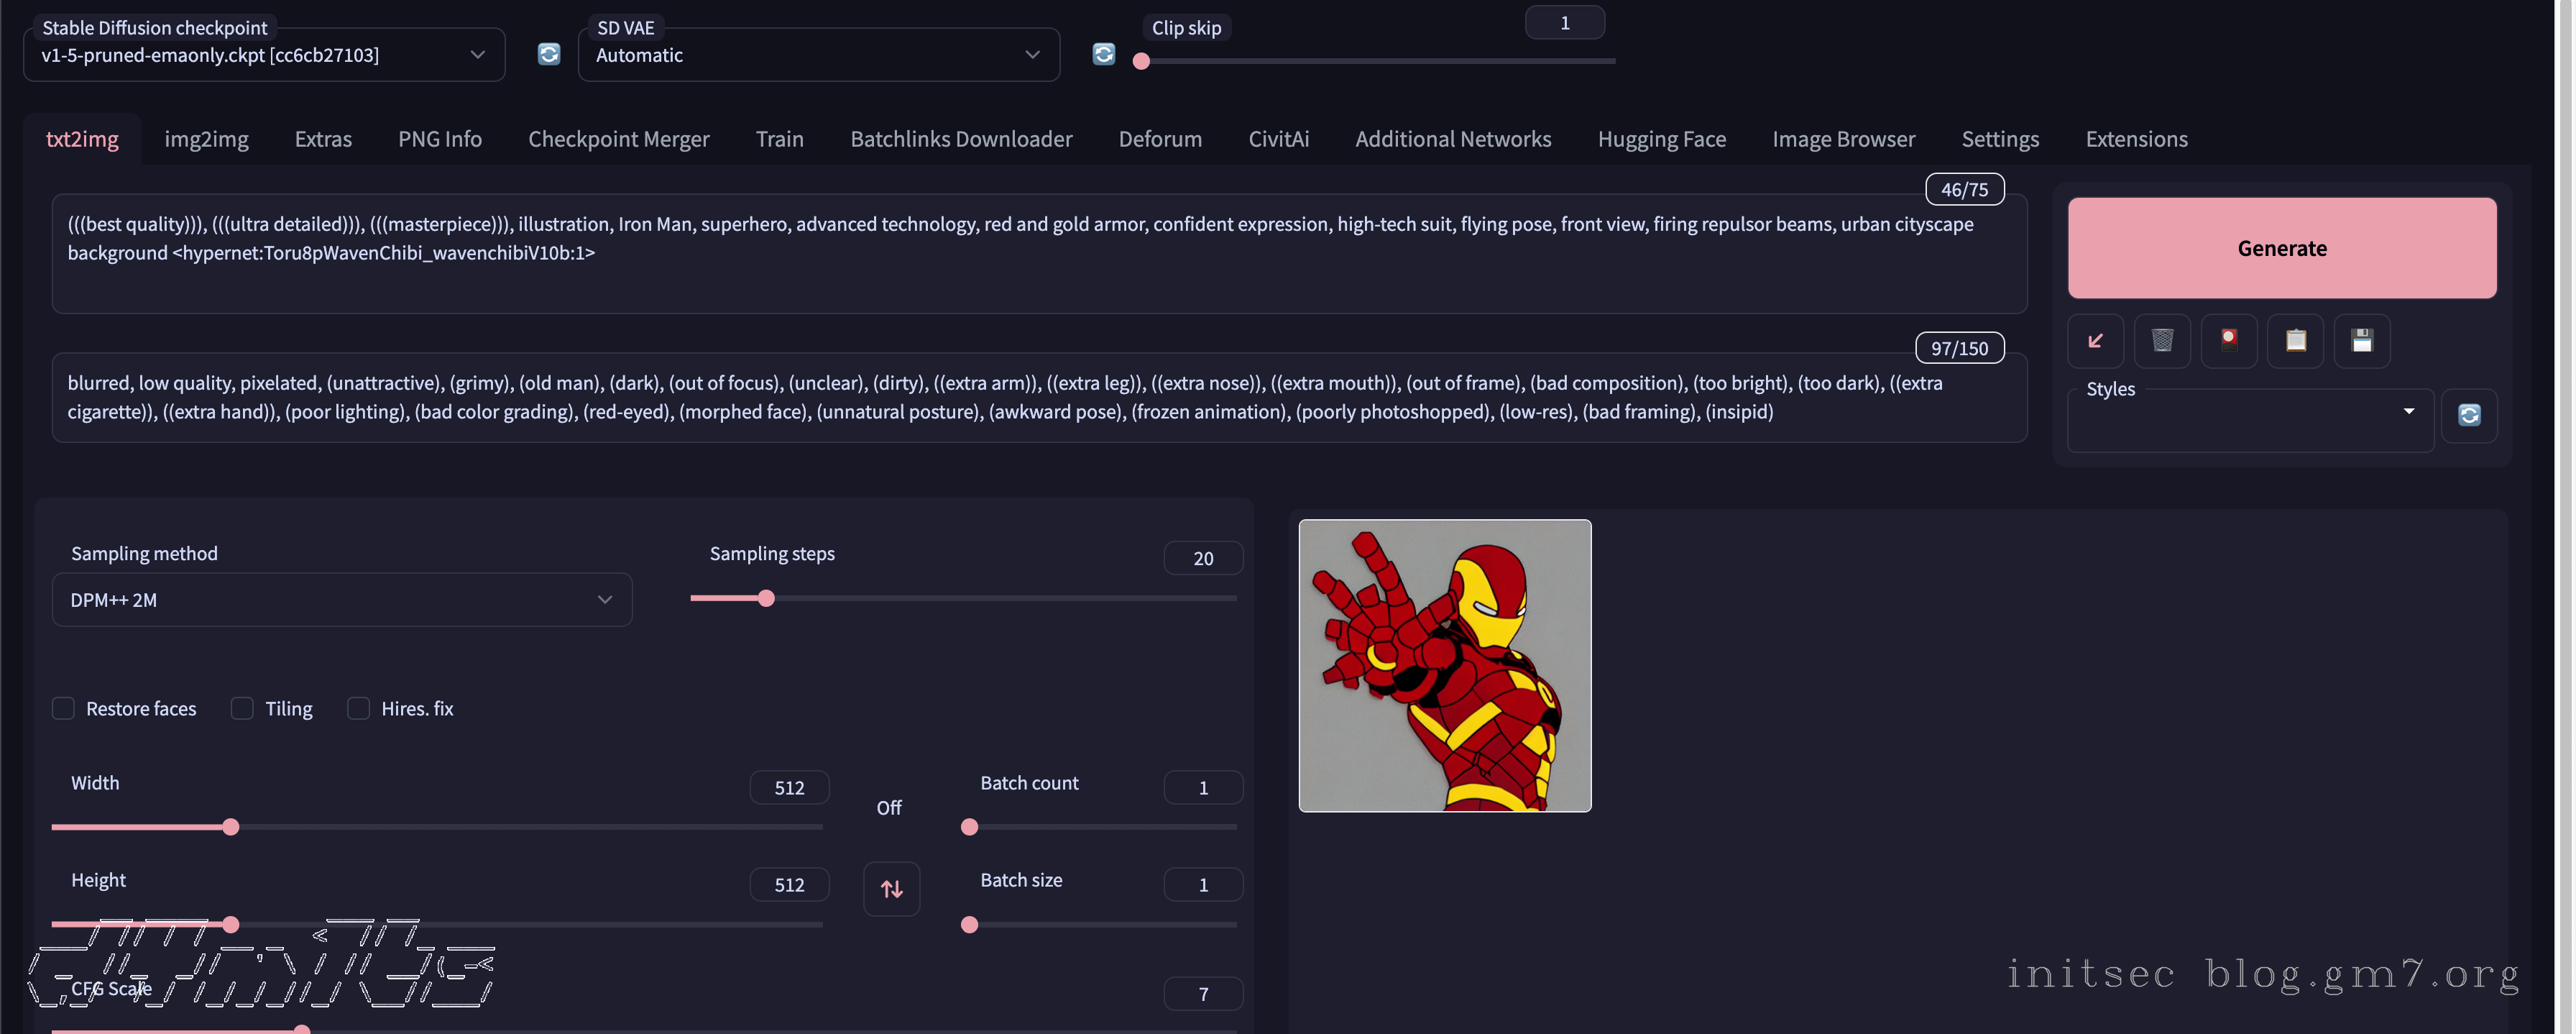 Stable Diffusion checkpoint
v1-5-pruned-emaonly.ckpt [cc6cb27103]
SD VAE
Automatic
Clip skip
1
txt2img img2img Extras PNG Info Checkpoint Merger Train Batchlinks Downloader Deforum CivitAi Additional Networks Hugging Face Image Browser Settings Extensions
46/75
(((best quality))), (((ultra detailed))), (((masterpiece))), illustration, Iron Man, superhero, advanced technology, red and gold armor, confident expression, high-tech suit, flying pose, front view, firing repulsor beams, urban cityscape
background <hypernet:Toru8pWavenChibi_wavenchibiV10b:1>
Generate
97/150
blurred, low quality, pixelated, (unattractive), (grimy), (old man), (dark), (out of focus), (unclear), (dirty), ((extra arm)), ((extra leg)), ((extra nose)), ((extra mouth)), (out of frame), (bad composition), (too bright), (too dark), ((extra
cigarette)), ((extra hand)), (poor lighting), (bad color grading), (red-eyed), (morphed face), (unnatural posture), (awkward pose), (frozen animation), (poorly photoshopped), (low-res), (bad framing), (insipid)
Styles
Sampling method
DPM++ 2M
Sampling steps
20
Restore faces Tiling Hires. fix
Width
512
Off
Batch count
1
Height
512
Batch size
1
CFG Scale
7
initsec blog.gm7.org